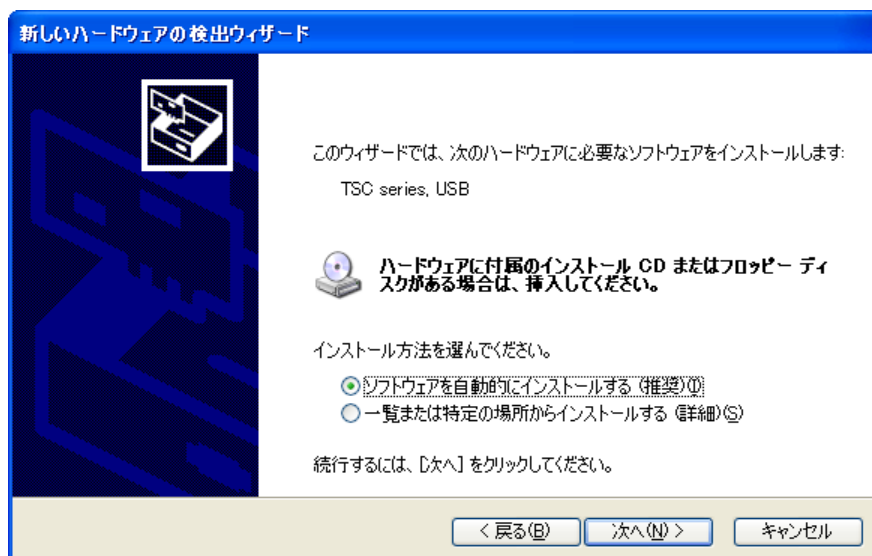 新しいハードウェアの検出ウィザード
このウィザードでは、次のハードウェアに必要なソフトウェアをインストールします:
TSC series, USB
ハードウェアに付属のインストール CD またはフロッピー ディ
スクがある場合は、挿入してください。
インストール方法を選んでください。
ソフトウェアを自動的にインストールする (推奨)(I)
一覧または特定の場所からインストールする (詳細)(S)
続行するには、[次へ] をクリックしてください。
< 戻る(B) 次へ(N) > キャンセル